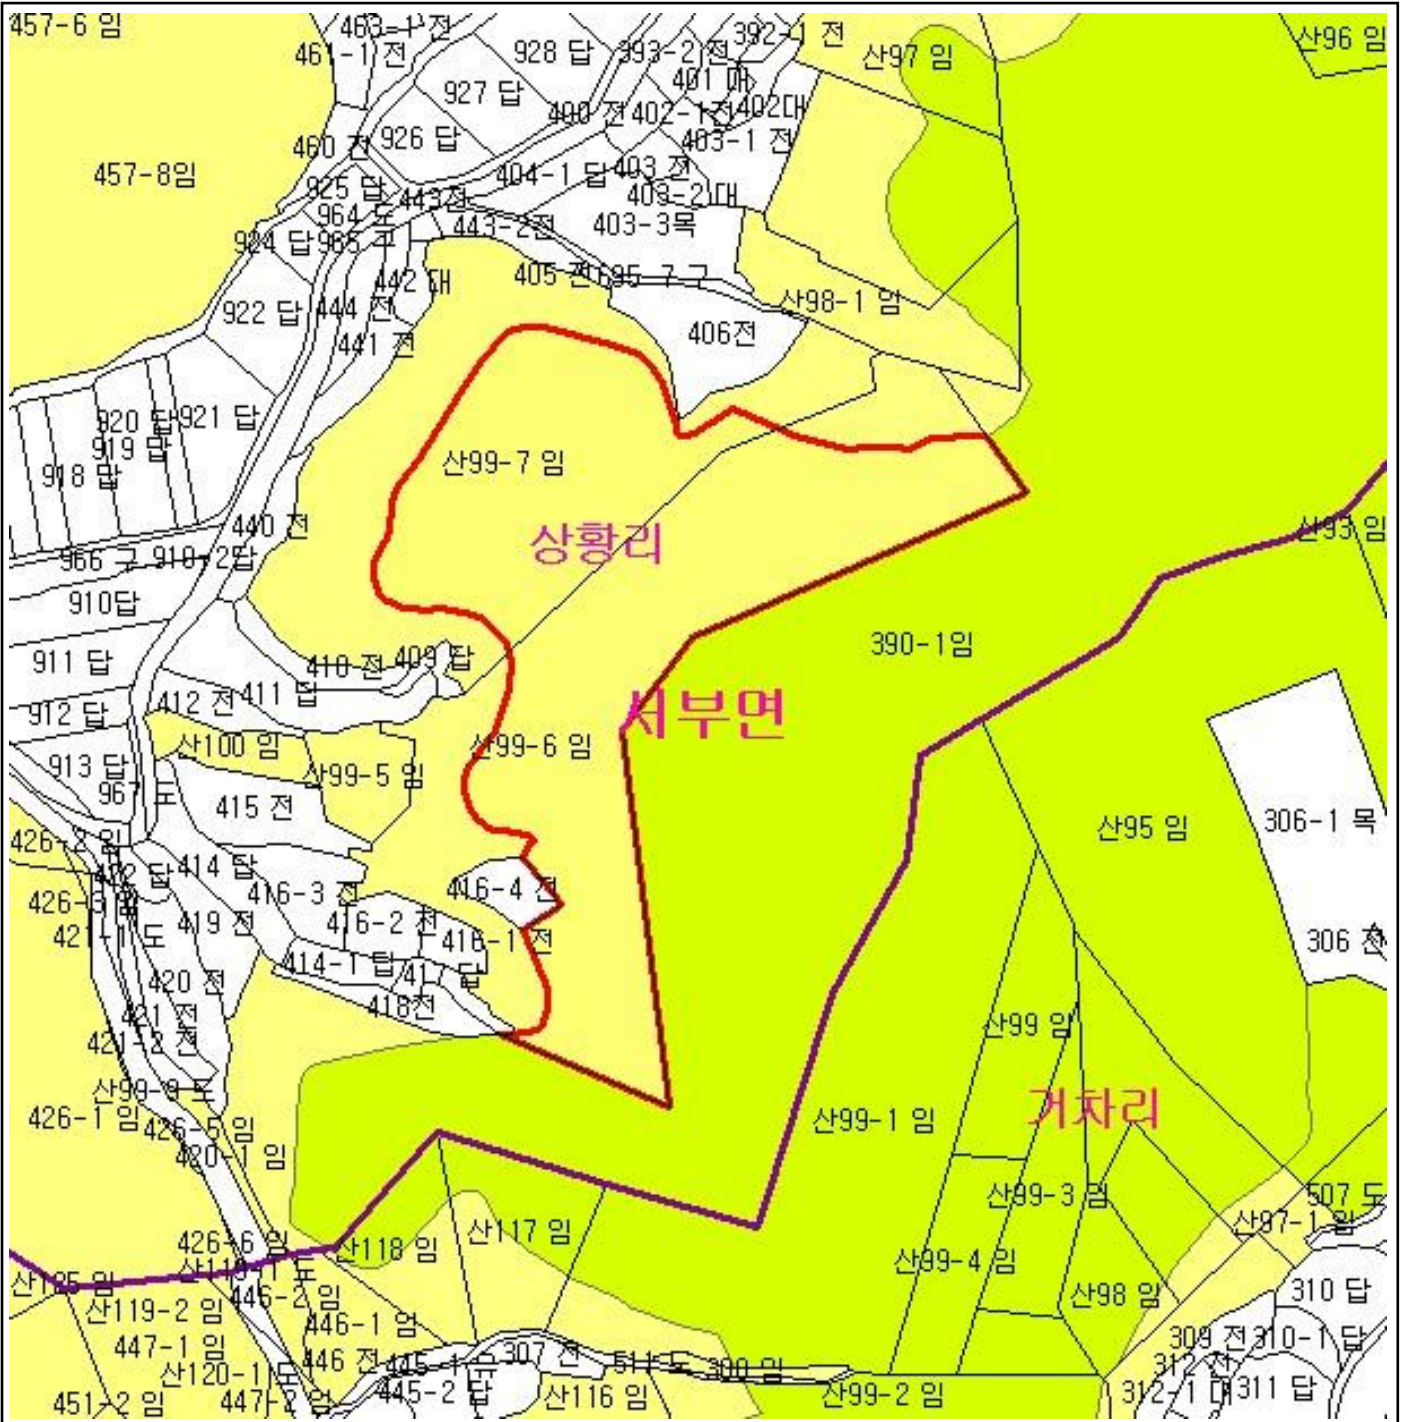 457-6 임
463-1 전
461-1 전
928 답
393-2 전
392-1 전
산97 임
산96 임
927 답
401 대
400 전
402-1전
402대
926 답
403-1 전
460 전
457-8임
925 답
404-1 답
403 전
403-2 대
443전
964 도
443-2전
403-3목
924 답
965 구
442 대
405 전
산98-1 임
922 답
444 전
406전
441 전
920 답
921 답
919 답
918 답
산99-7 임
440 전
상황리
산93 임
966 구
910-2답
910답
390-1임
911 답
410 전
409 답
412 전
411 답
912 답
서부면
산100 임
산99-6 임
913 답
산99-5 임
967 도
415 전
306-1 목
산95 임
426-2 임
414 답
422 답
416-3 전
416-4 전
426-3 임
419 전
416-2 전
421-1 도
416-1 전
306 전
414-1 답
417 답
420 전
418전
421 전
산99 임
421-2 전
산99-9 도
거차리
426-1 임
426-5 임
산99-1 임
420-1 임
산99-3 임
507 도
산97-1 임
산117 임
426-6 임
산118 임
산99-4 임
산125 임
446-2 임
310 답
산98 임
산119-2 임
446-1 임
447-1 임
309 전
310-1 답
446 전
445-1 유
307 전
511 도
300 임
산120-1 도
312 전
451-2 임
447-2 임
445-2 답
산116 임
산99-2 임
312-1 대
311 답